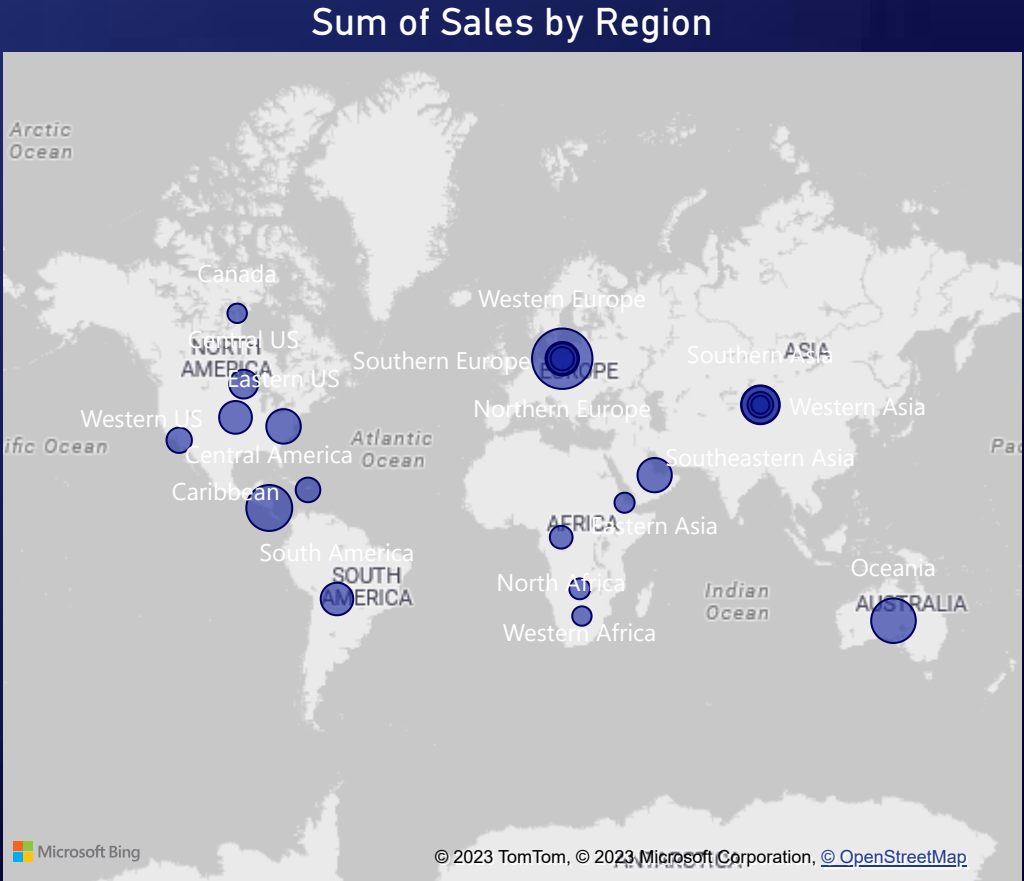 Sum of Sales by Region
Arctic
Ocean
Canada
Western Europe
Central US
NORTH
AMERICA
Southern Europe
EUROPE
Southern Asia
ASIA
Eastern US
Western US
Northern Europe
Western Asia
ific Ocean
Atlantic
Ocean
Pac
Central America
Southeastern Asia
Caribbean
AFRICA
Eastern Asia
South America
SOUTH
AMERICA
North Africa
Indian
Ocean
Oceania
AUSTRALIA
Western Africa
Microsoft Bing
© 2023 TomTom, © 2023 Microsoft Corporation, © OpenStreetMap
ANTARCTICA